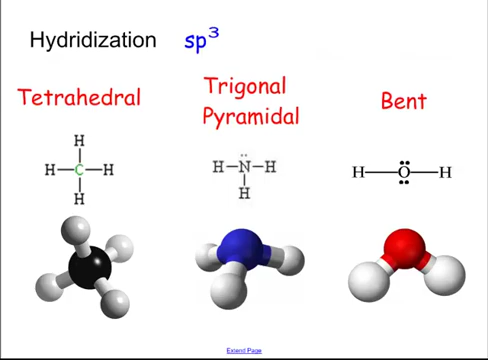 Hydridization sp³
Tetrahedral
Trigonal
Pyramidal
Bent
H
H–C–H
H
H–N–H
H
H–O–H
Extend Page